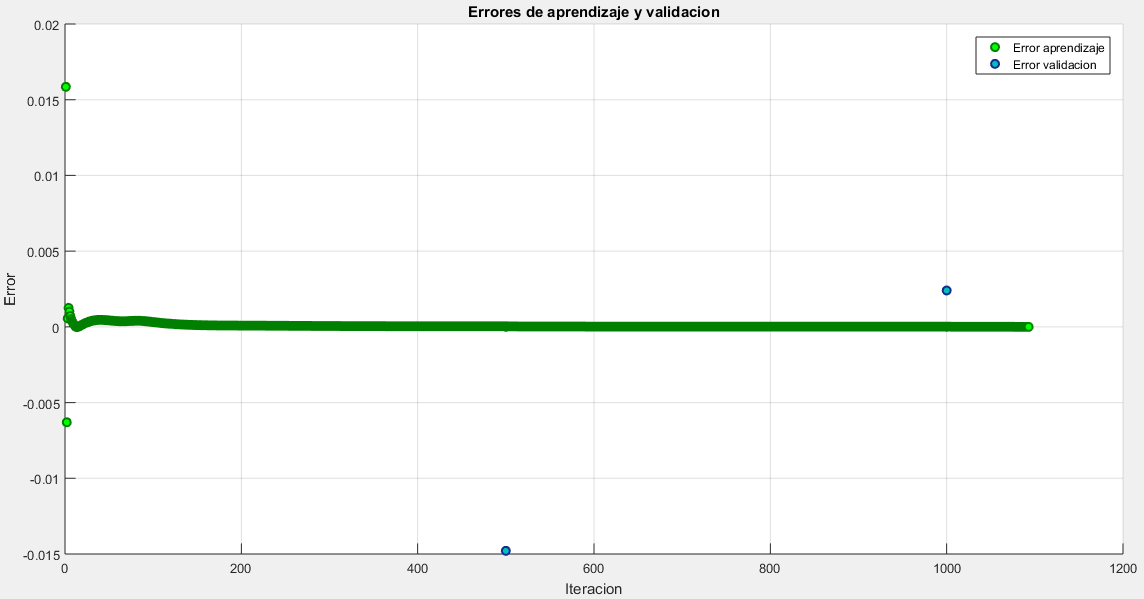 Errores de aprendizaje y validacion
Error aprendizaje
Error validacion
Error
0.02
0.015
0.01
0.005
0
-0.005
-0.01
-0.015
0 200 400 600 800 1000 1200
Iteracion